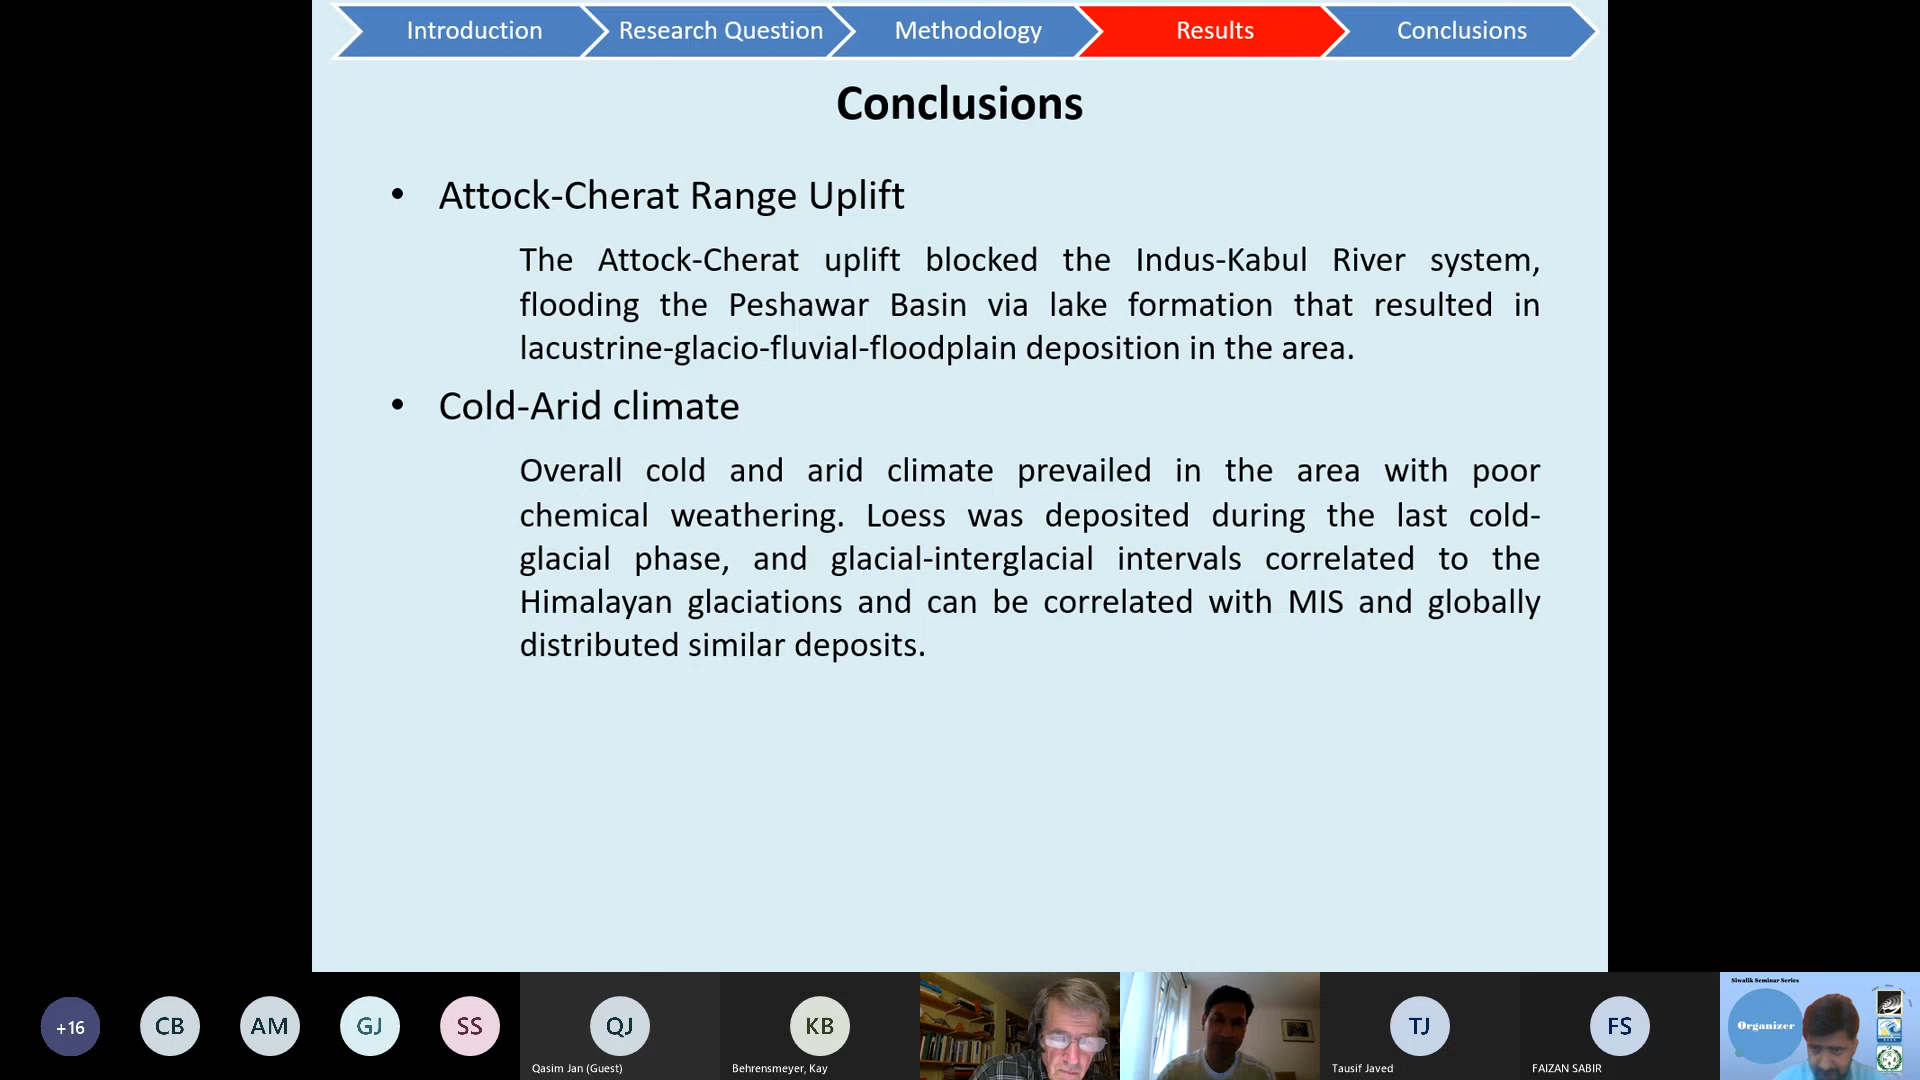 Introduction
Research Question
Methodology
Results
Conclusions
Conclusions
• Attock-Cherat Range Uplift
The Attock-Cherat uplift blocked the Indus-Kabul River system,
flooding the Peshawar Basin via lake formation that resulted in
lacustrine-glacio-fluvial-floodplain deposition in the area.
• Cold-Arid climate
Overall cold and arid climate prevailed in the area with poor
chemical weathering. Loess was deposited during the last cold-
glacial phase, and glacial-interglacial intervals correlated to the
Himalayan glaciations and can be correlated with MIS and globally
distributed similar deposits.
+16
CB
AM
GJ
SS
QJ
Qasim Jan (Guest)
KB
Behrensmeyer, Kay
TJ
Tausif Javed
FS
FAIZAN SABIR
Siwalik Seminar Series
Organizer